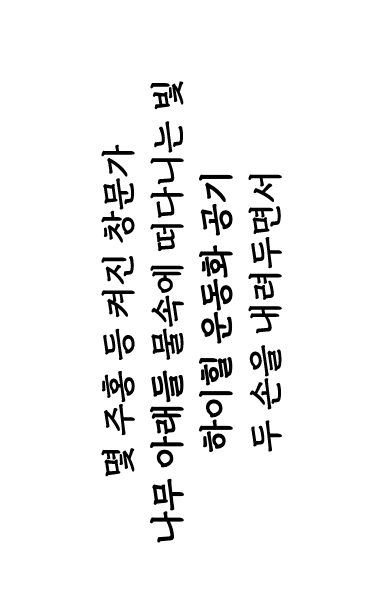 몇 주홍 등 켜진 창문가
나무 아래를 물속에 떠다니는 빛
하이힐 운동화 공기
두 손을 내려두면서